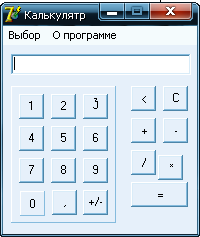 Калькулятр
Выбор О программе
1 2 3 < C
4 5 6 + -
7 8 9 / *
0 , +/- =